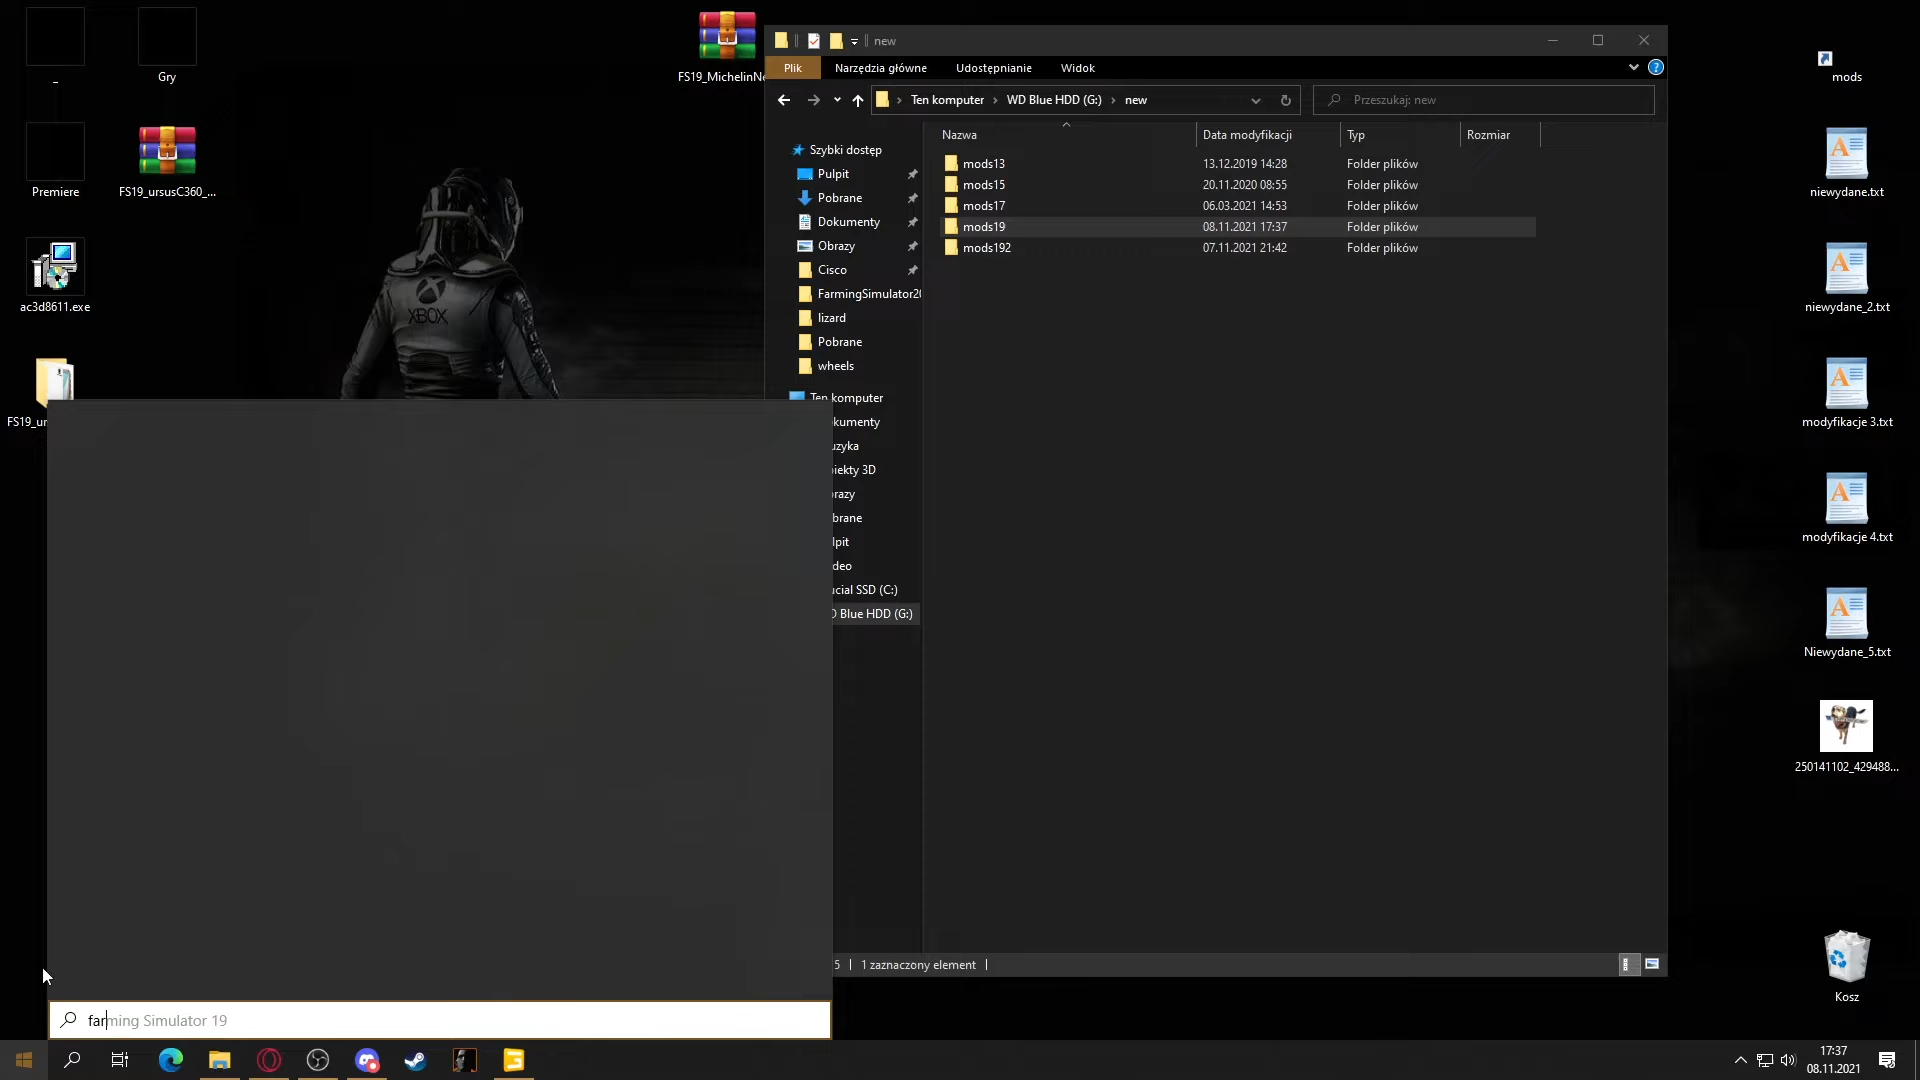 _
Gry
Premiere
FS19_ursusC360_...
ac3d8611.exe
FS19_ur
XBOX
FS19_MichelinNe
new
Plik
Narzędzia główne
Udostępnianie
Widok
Ten komputer
WD Blue HDD (G:)
new
Przeszukaj: new
Nazwa
Data modyfikacji
Typ
Rozmiar
mods13 13.12.2019 14:28 Folder plików
mods15 20.11.2020 08:55 Folder plików
mods17 06.03.2021 14:53 Folder plików
mods19 08.11.2021 17:37 Folder plików
mods192 07.11.2021 21:42 Folder plików
Szybki dostęp
Pulpit
Pobrane
Dokumenty
Obrazy
Cisco
FarmingSimulator20
lizard
Pobrane
wheels
Ten komputer
kumenty
uzyka
iekty 3D
razy
brane
lpit
deo
ucial SSD (C:)
D Blue HDD (G:)
5
1 zaznaczony element
farming Simulator 19
mods
niewydane.txt
niewydane_2.txt
modyfikacje 3.txt
modyfikacje 4.txt
Niewydane_5.txt
250141102_429488...
Kosz
17:37
08.11.2021